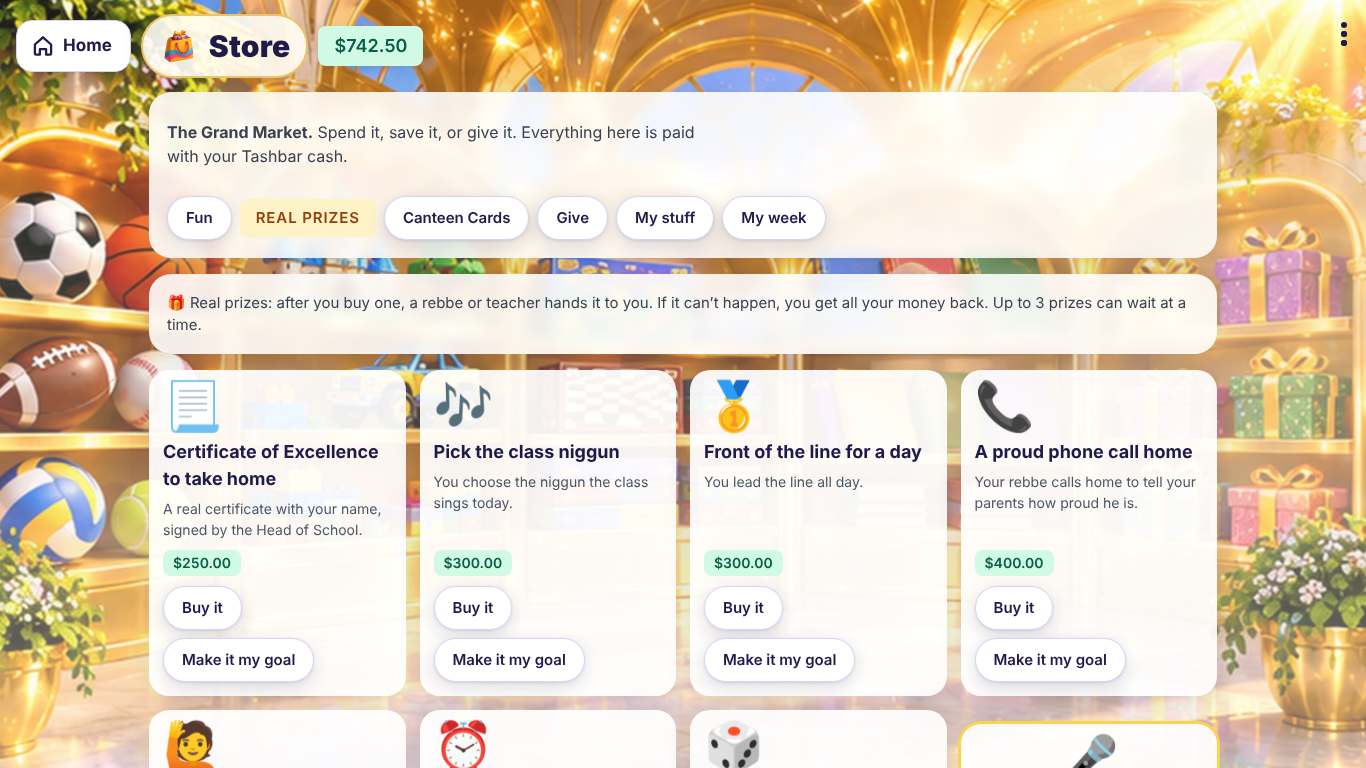 Home
Store
$742.50
The Grand Market. Spend it, save it, or give it. Everything here is paid
with your Tashbar cash.
Fun
REAL PRIZES
Canteen Cards
Give
My stuff
My week
🎁 Real prizes: after you buy one, a rebbe or teacher hands it to you. If it can’t happen, you get all your money back. Up to 3 prizes can wait at a
time.
Certificate of Excellence
to take home
A real certificate with your name,
signed by the Head of School.
$250.00
Buy it
Make it my goal
Pick the class niggun
You choose the niggun the class
sings today.
$300.00
Buy it
Make it my goal
Front of the line for a day
You lead the line all day.
$300.00
Buy it
Make it my goal
A proud phone call home
Your rebbe calls home to tell your
parents how proud he is.
$400.00
Buy it
Make it my goal